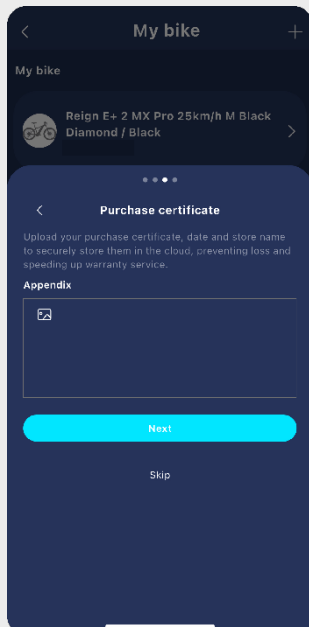 My bike
My bike
Reign E+ 2 MX Pro 25km/h M Black
Diamond / Black
Purchase certificate
Upload your purchase certificate, date and store name
to securely store them in the cloud, preventing loss and
speeding up warranty service.
Appendix
Next
Skip